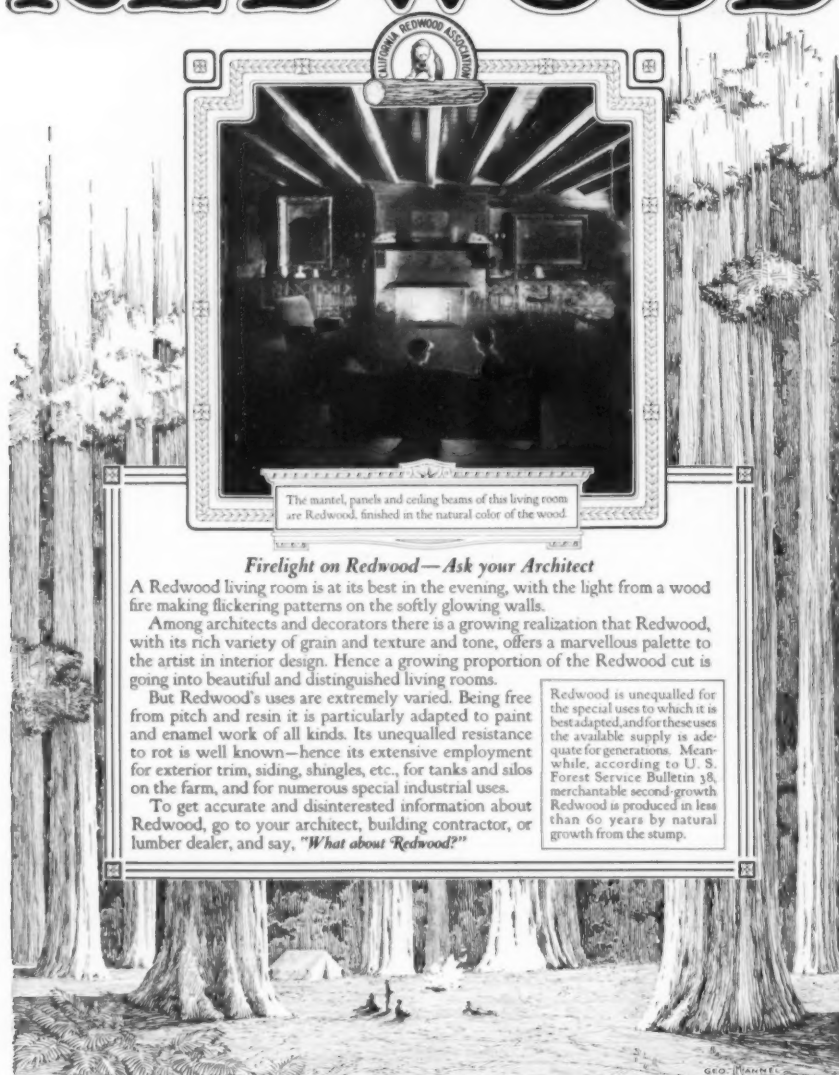 REDWOOD
CALIFORNIA REDWOOD ASSOCIATION
The mantel, panels and ceiling beams of this living room
are Redwood, finished in the natural color of the wood.
Firelight on Redwood—Ask your Architect
A Redwood living room is at its best in the evening, with the light from a wood
fire making flickering patterns on the softly glowing walls.
Among architects and decorators there is a growing realization that Redwood,
with its rich variety of grain and texture and tone, offers a marvellous palette to
the artist in interior design. Hence a growing proportion of the Redwood cut is
going into beautiful and distinguished living rooms.
But Redwood's uses are extremely varied. Being free
from pitch and resin it is particularly adapted to paint
and enamel work of all kinds. Its unequalled resistance
to rot is well known—hence its extensive employment
for exterior trim, siding, shingles, etc., for tanks and silos
on the farm, and for numerous special industrial uses.
To get accurate and disinterested information about
Redwood, go to your architect, building contractor, or
lumber dealer, and say, "What about Redwood?"
Redwood is unequalled for
the special uses to which it is
best adapted, and for these uses
the available supply is ade-
quate for generations. Mean-
while, according to U. S.
Forest Service Bulletin 38,
merchantable second-growth
Redwood is produced in less
than 60 years by natural
growth from the stump.
GEO. MANNEL